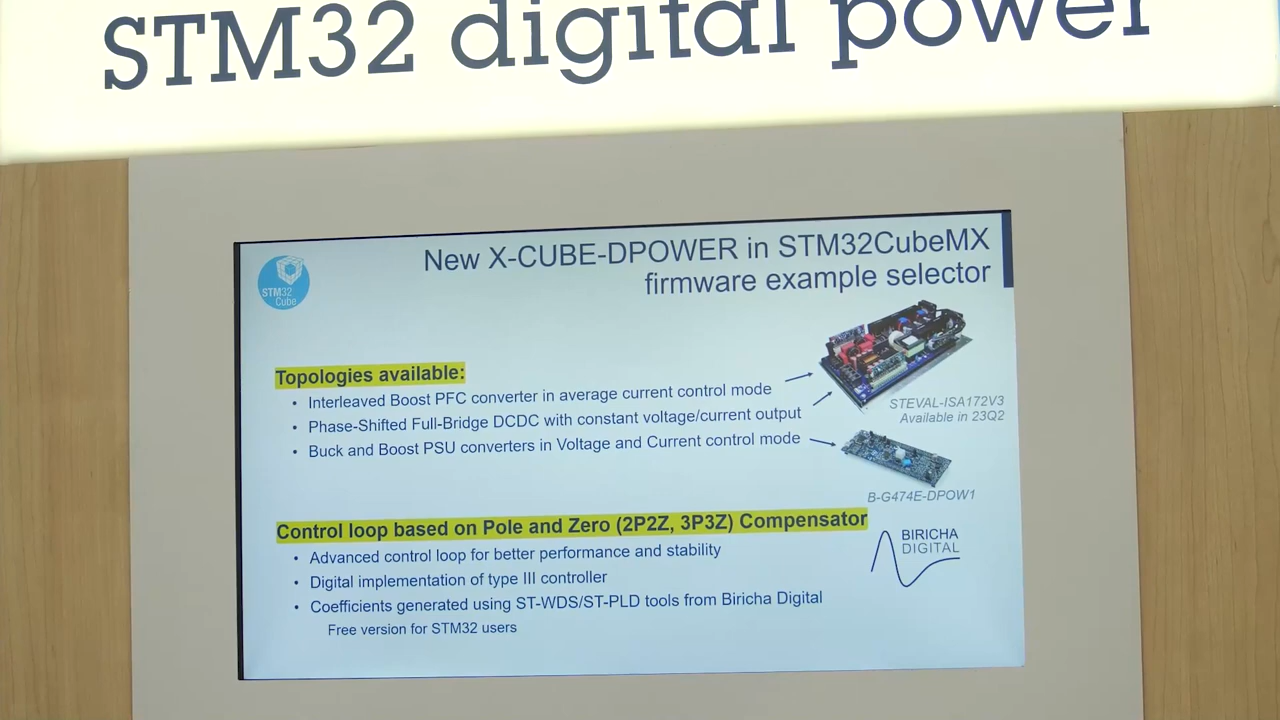 STM32 digital power
New X-CUBE-DPOWER in STM32CubeMX
firmware example selector
STM32
Cube
Topologies available:
• Interleaved Boost PFC converter in average current control mode
• Phase-Shifted Full-Bridge DCDC with constant voltage/current output
• Buck and Boost PSU converters in Voltage and Current control mode
STEVAL-ISA172V3
Available in 23Q2
B-G474E-DPOW1
Control loop based on Pole and Zero (2P2Z, 3P3Z) Compensator
• Advanced control loop for better performance and stability
• Digital implementation of type III controller
• Coefficients generated using ST-WDS/ST-PLD tools from Biricha Digital
Free version for STM32 users
BIRICHA
DIGITAL